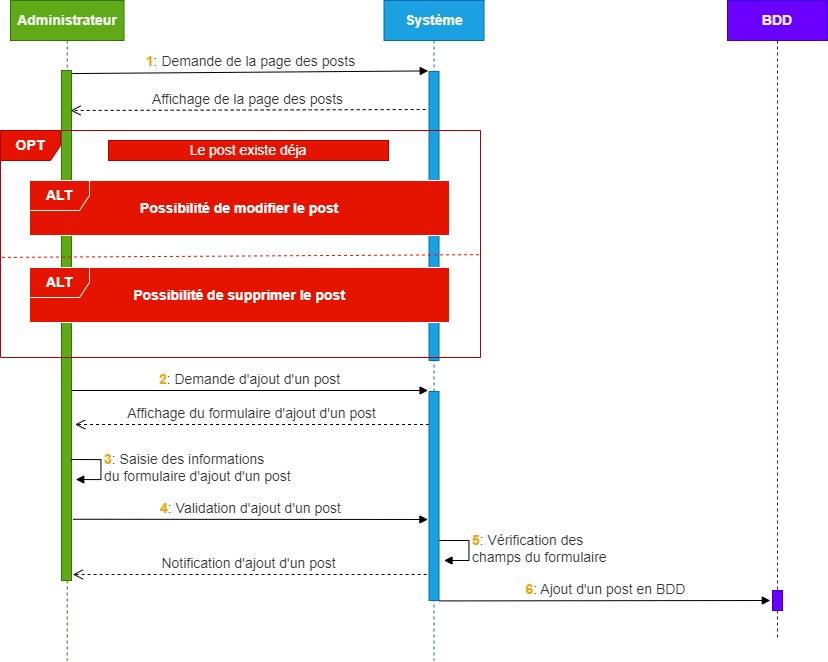 Administrateur
Système
BDD
1: Demande de la page des posts
Affichage de la page des posts
OPT
Le post existe déja
ALT
Possibilité de modifier le post
ALT
Possibilité de supprimer le post
2: Demande d'ajout d'un post
Affichage du formulaire d'ajout d'un post
3: Saisie des informations
du formulaire d'ajout d'un post
4: Validation d'ajout d'un post
5: Vérification des
champs du formulaire
Notification d'ajout d'un post
6: Ajout d'un post en BDD